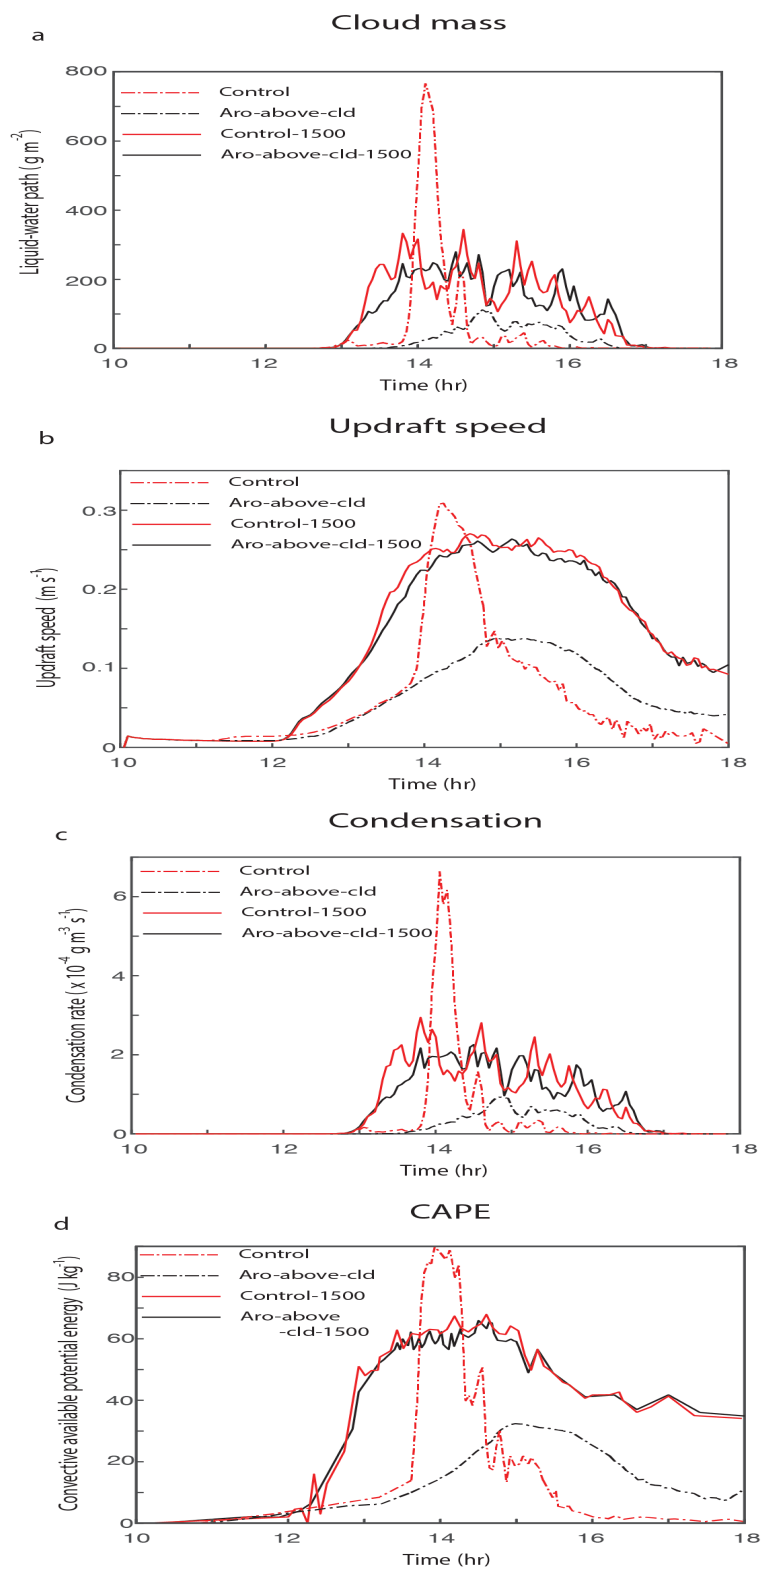 Cloud mass
a
800
600
400
200
0
Liquid-water path ( g m⁻²)
Control
Aro-above-cld
Control-1500
Aro-above-cld-1500
10 12 14 16 18
Time (hr)
Updraft speed
b
0.3
0.2
0.1
0
Updraft speed (m s⁻¹)
Control
Aro-above-cld
Control-1500
Aro-above-cld-1500
10 12 14 16 18
Time (hr)
Condensation
c
6
4
2
0
Condensation rate ( x 10⁻⁴ g m⁻³ s⁻¹)
Control
Aro-above-cld
Control-1500
Aro-above-cld-1500
10 12 14 16 18
Time (hr)
CAPE
d
80
60
40
20
0
Convective available potential energy (J kg⁻¹)
Control
Aro-above-cld
Control-1500
Aro-above
-cld-1500
10 12 14 16 18
Time (hr)